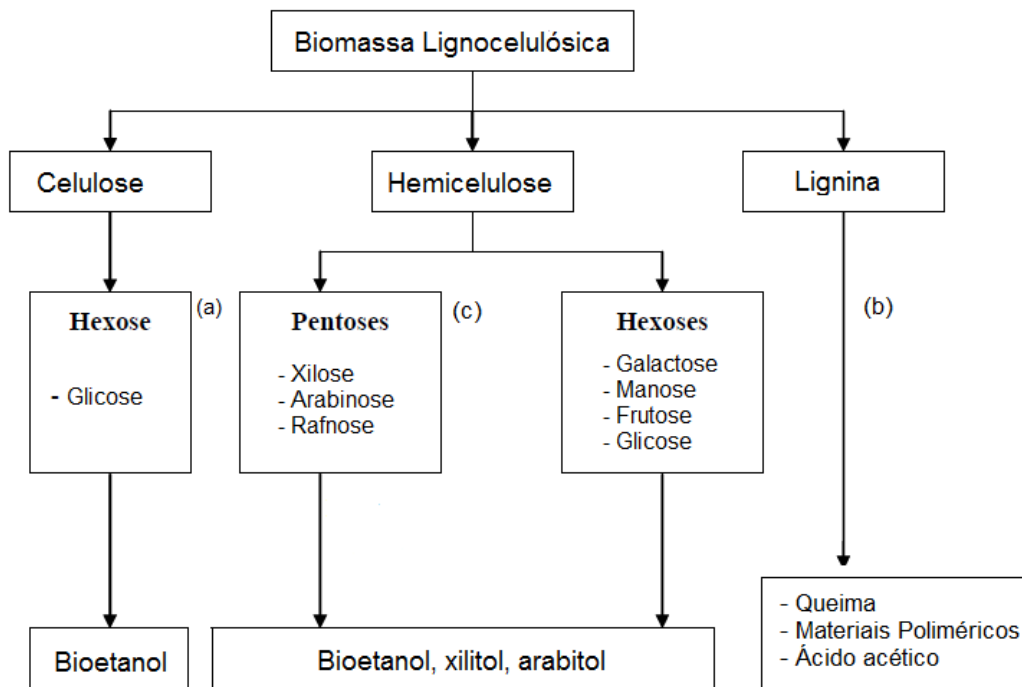 Biomassa Lignocelulósica
Celulose
Hemicelulose
Lignina
Hexose
- Glicose
(a)
Pentoses
- Xilose
- Arabinose
- Rafnose
(c)
Hexoses
- Galactose
- Manose
- Frutose
- Glicose
(b)
Bioetanol
Bioetanol, xilitol, arabitol
- Queima
- Materiais Poliméricos
- Ácido acético